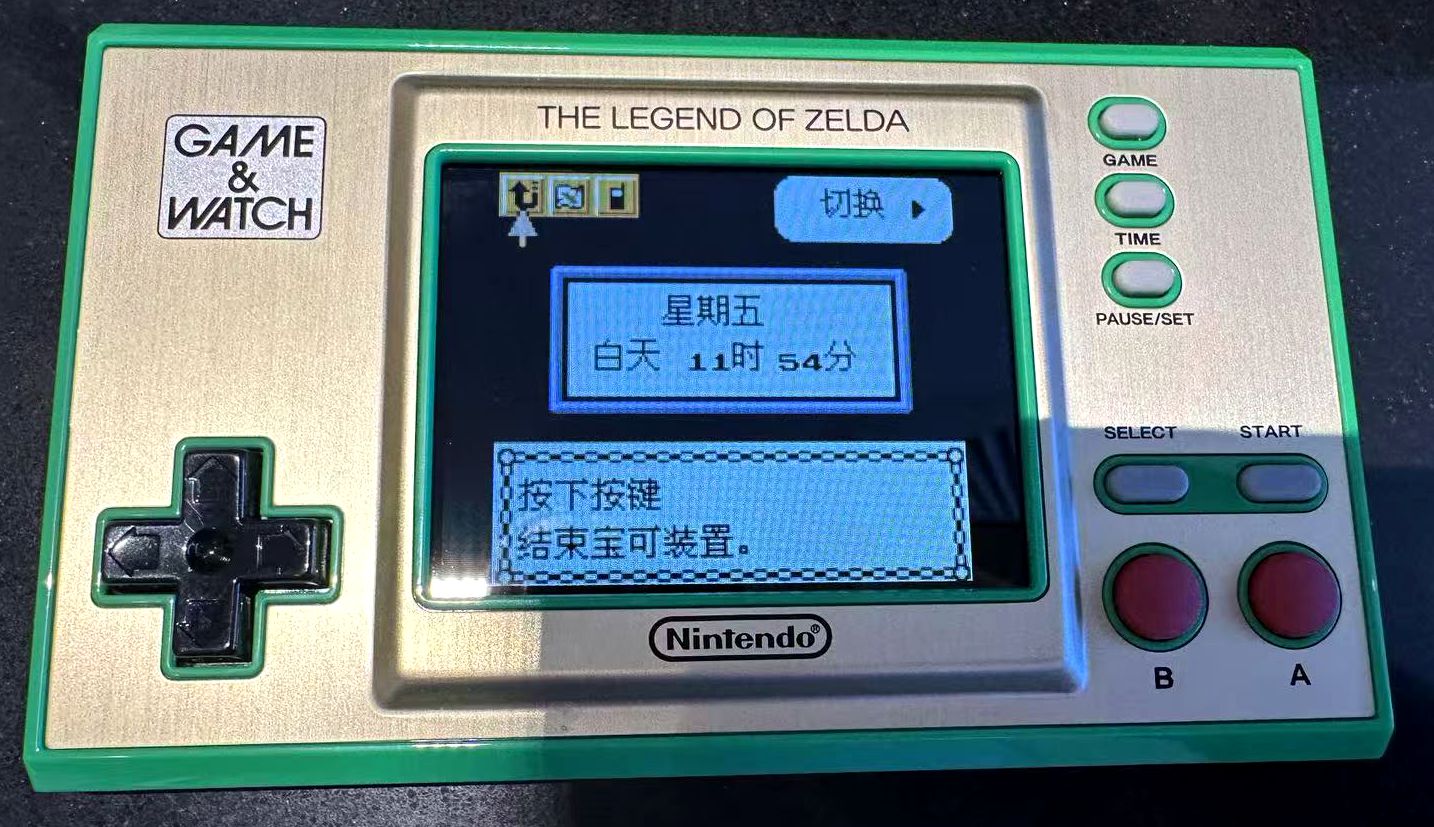 GAME
&
WATCH
THE LEGEND OF ZELDA
切换 ▶
星期五
白天 11时 54分
按下按键
结束宝可装置。
Nintendo®
GAME
TIME
PAUSE/SET
SELECT START
B A